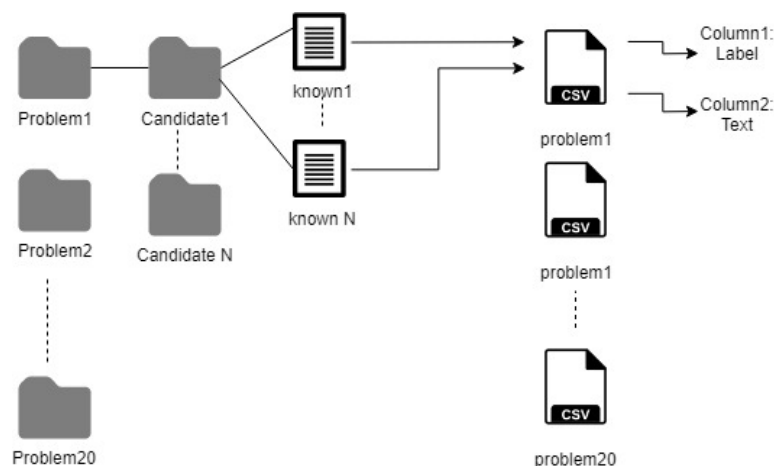 Problem1
Candidate1
known1
CSV
problem1
Column1:
Label
Column2:
Text
Problem2
Candidate N
known N
CSV
problem1
Problem20
CSV
problem20